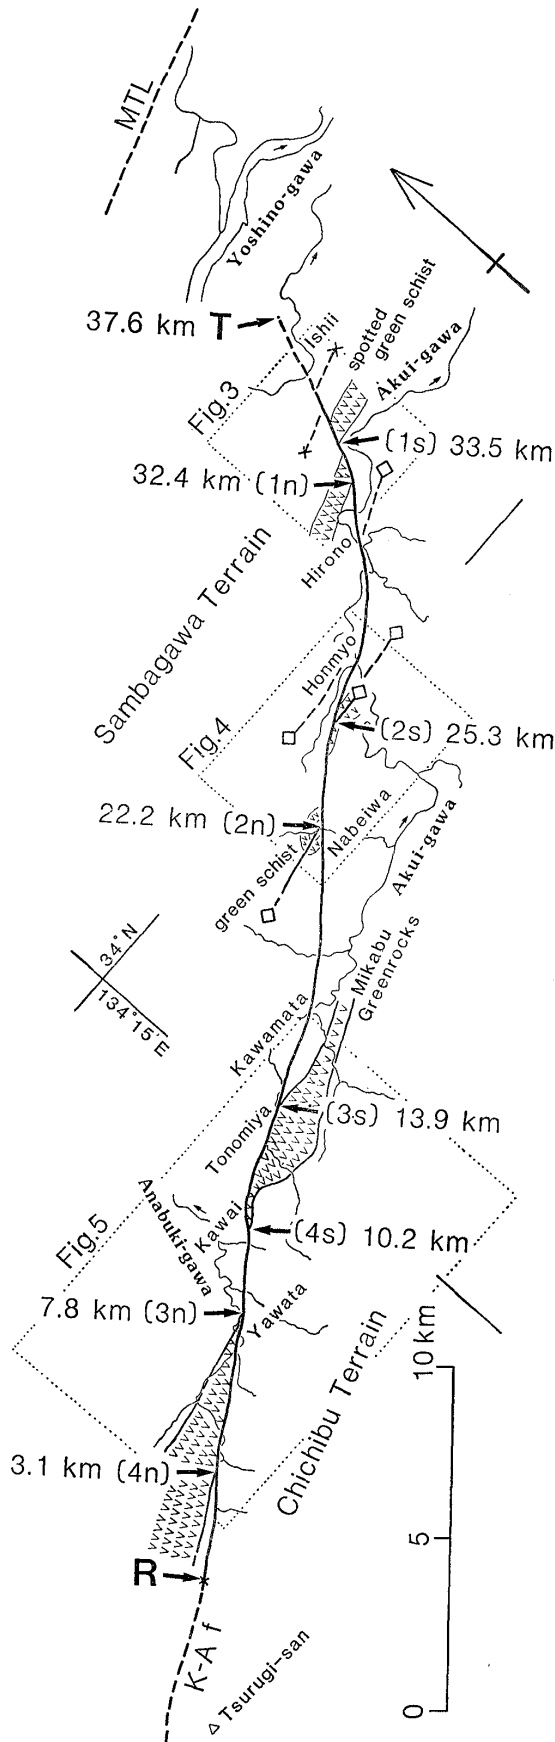 MTL
Yoshino-gawa
37.6 km T
Ishii
spotted
green schist
Akui-gawa
Fig.3
(1s) 33.5 km
32.4 km (1n)
Hirono
Sambagawa Terrain
Honmyo
Fig.4
(2s) 25.3 km
22.2 km (2n)
Nabeiwa
green schist
Akui-gawa
34°N
134°15'E
Mikabu
Greenrocks
Kawamata
(3s) 13.9 km
Tonomiya
Anabuki-gawa
Kawai
(4s) 10.2 km
Fig.5
7.8 km (3n)
Yawata
10 km
Chichibu Terrain
3.1 km (4n)
5
R
K-A f
Tsurugi-san
0